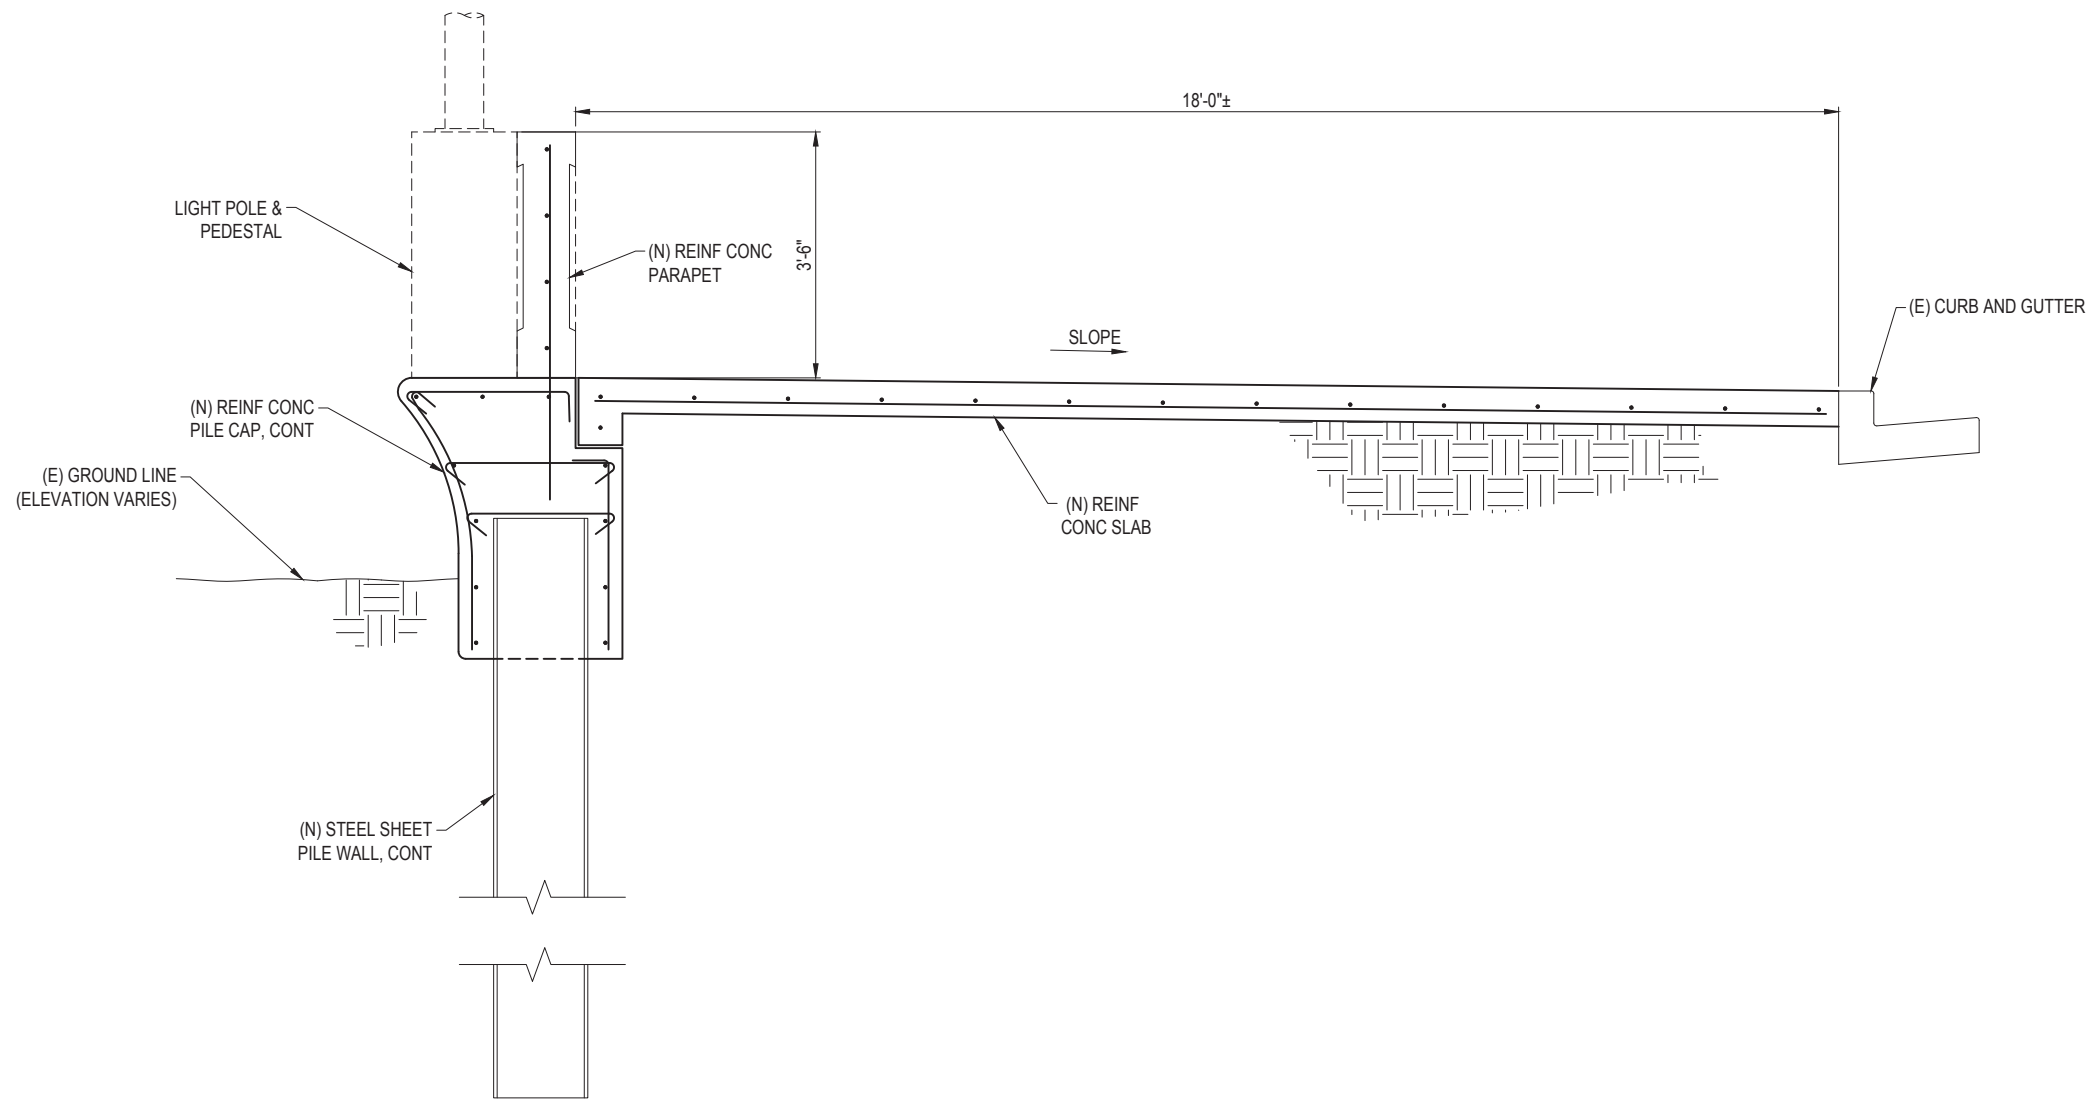 18'-0"±
LIGHT POLE &
PEDESTAL
(N) REINF CONC
PARAPET
3'-6"
(E) CURB AND GUTTER
SLOPE
(N) REINF CONC
PILE CAP, CONT
(E) GROUND LINE
(ELEVATION VARIES)
(N) REINF
CONC SLAB
(N) STEEL SHEET
PILE WALL, CONT